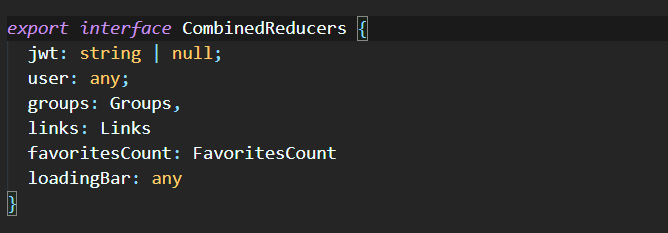 export interface CombinedReducers {
  jwt: string | null;
  user: any;
  groups: Groups,
  links: Links
  favoritesCount: FavoritesCount
  loadingBar: any
}